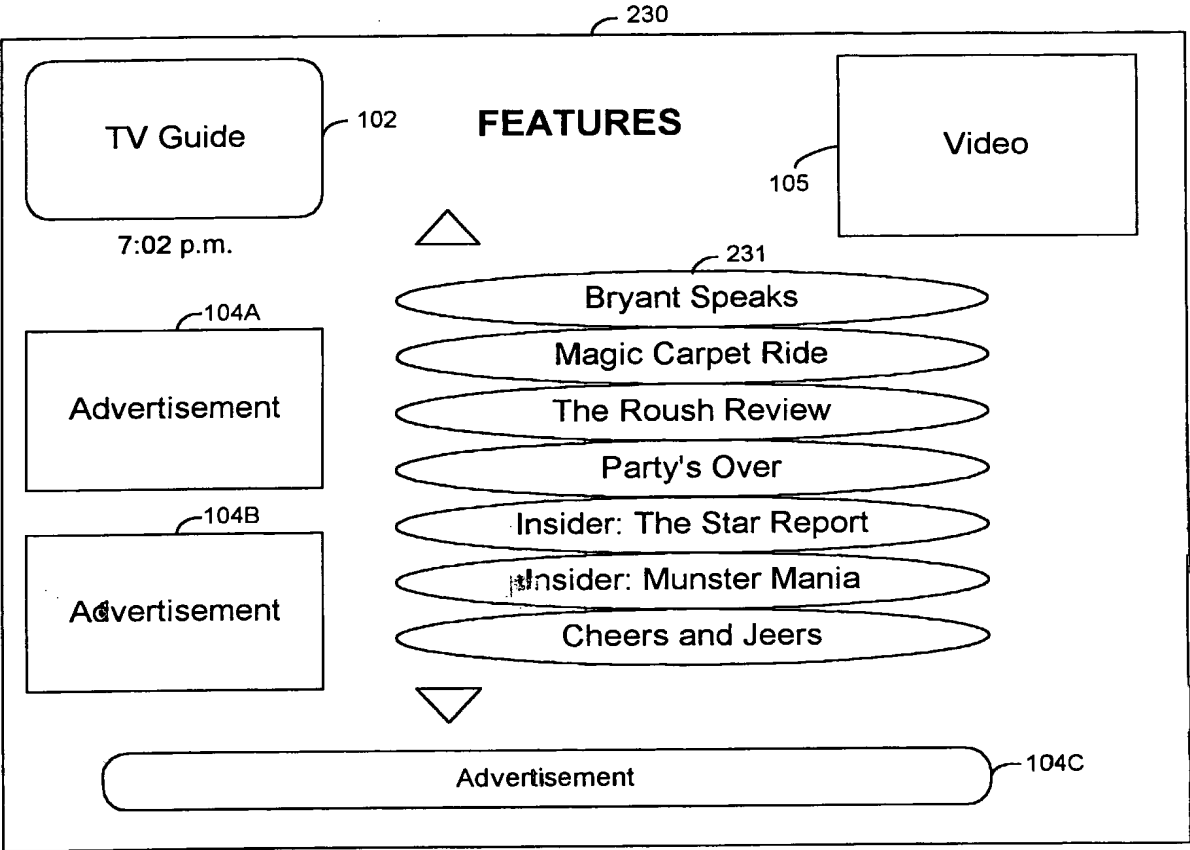 230
TV Guide
102
FEATURES
Video
105
7:02 p.m.
231
Bryant Speaks
104A
Magic Carpet Ride
Advertisement
The Roush Review
Party's Over
104B
Insider: The Star Report
Advertisement
Insider: Munster Mania
Cheers and Jeers
Advertisement
104C